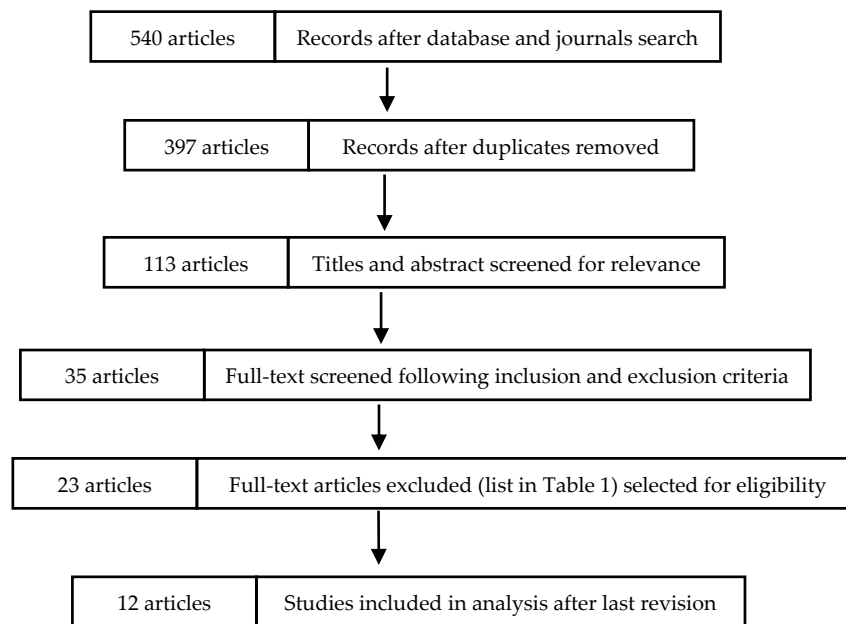 540 articles Records after database and journals search
397 articles Records after duplicates removed
113 articles Titles and abstract screened for relevance
35 articles Full-text screened following inclusion and exclusion criteria
23 articles Full-text articles excluded (list in Table 1) selected for eligibility
12 articles Studies included in analysis after last revision